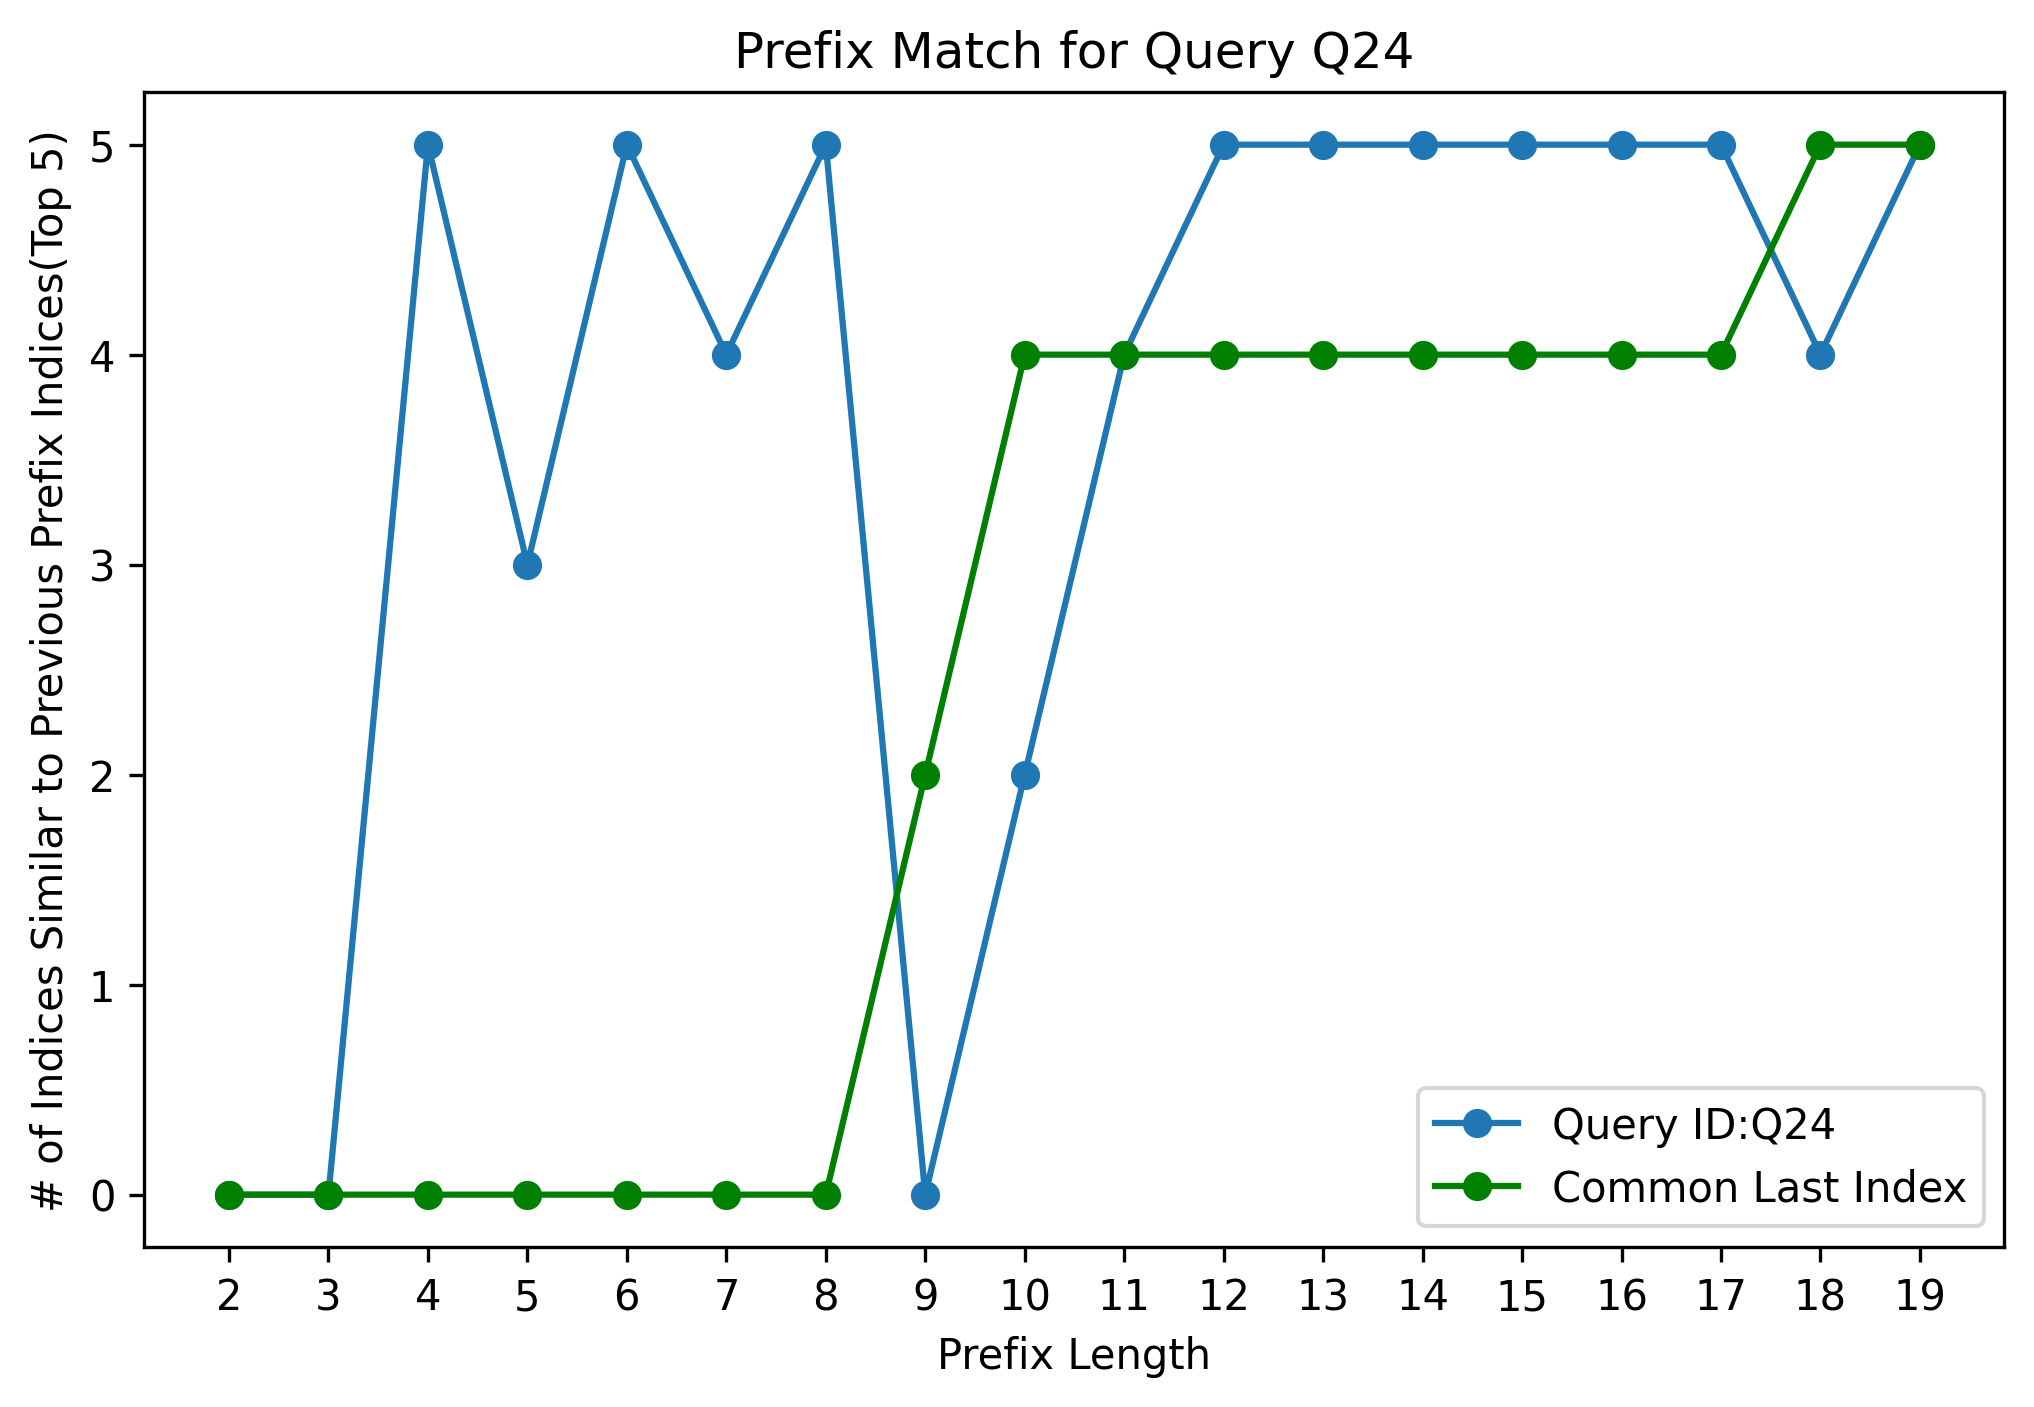 Prefix Match for Query Q24
# of Indices Similar to Previous Prefix Indices(Top 5)
5
4
3
2
1
0
2 3 4 5 6 7 8 9 10 11 12 13 14 15 16 17 18 19
Prefix Length
Query ID:Q24
Common Last Index